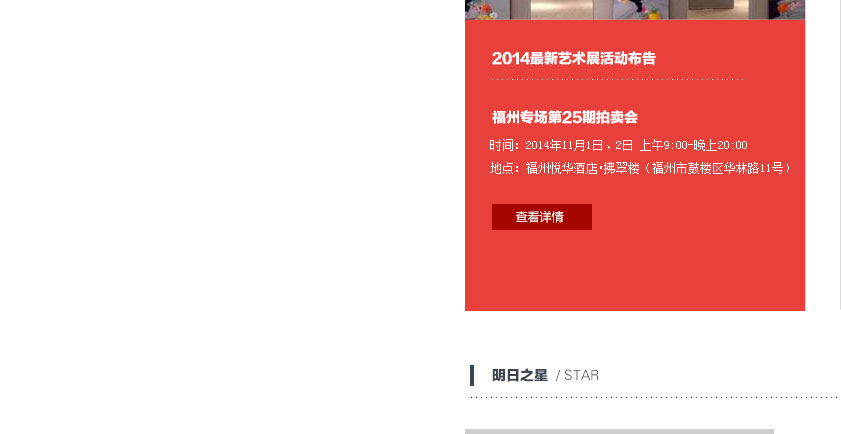 2014最新艺术展活动布告
福州专场第25期拍卖会
时间：2014年11月1日、2日 上午9:00-晚上20:00
地点：福州悦华酒店·拂翠楼（福州市鼓楼区华林路11号）
查看详情
明日之星 / STAR